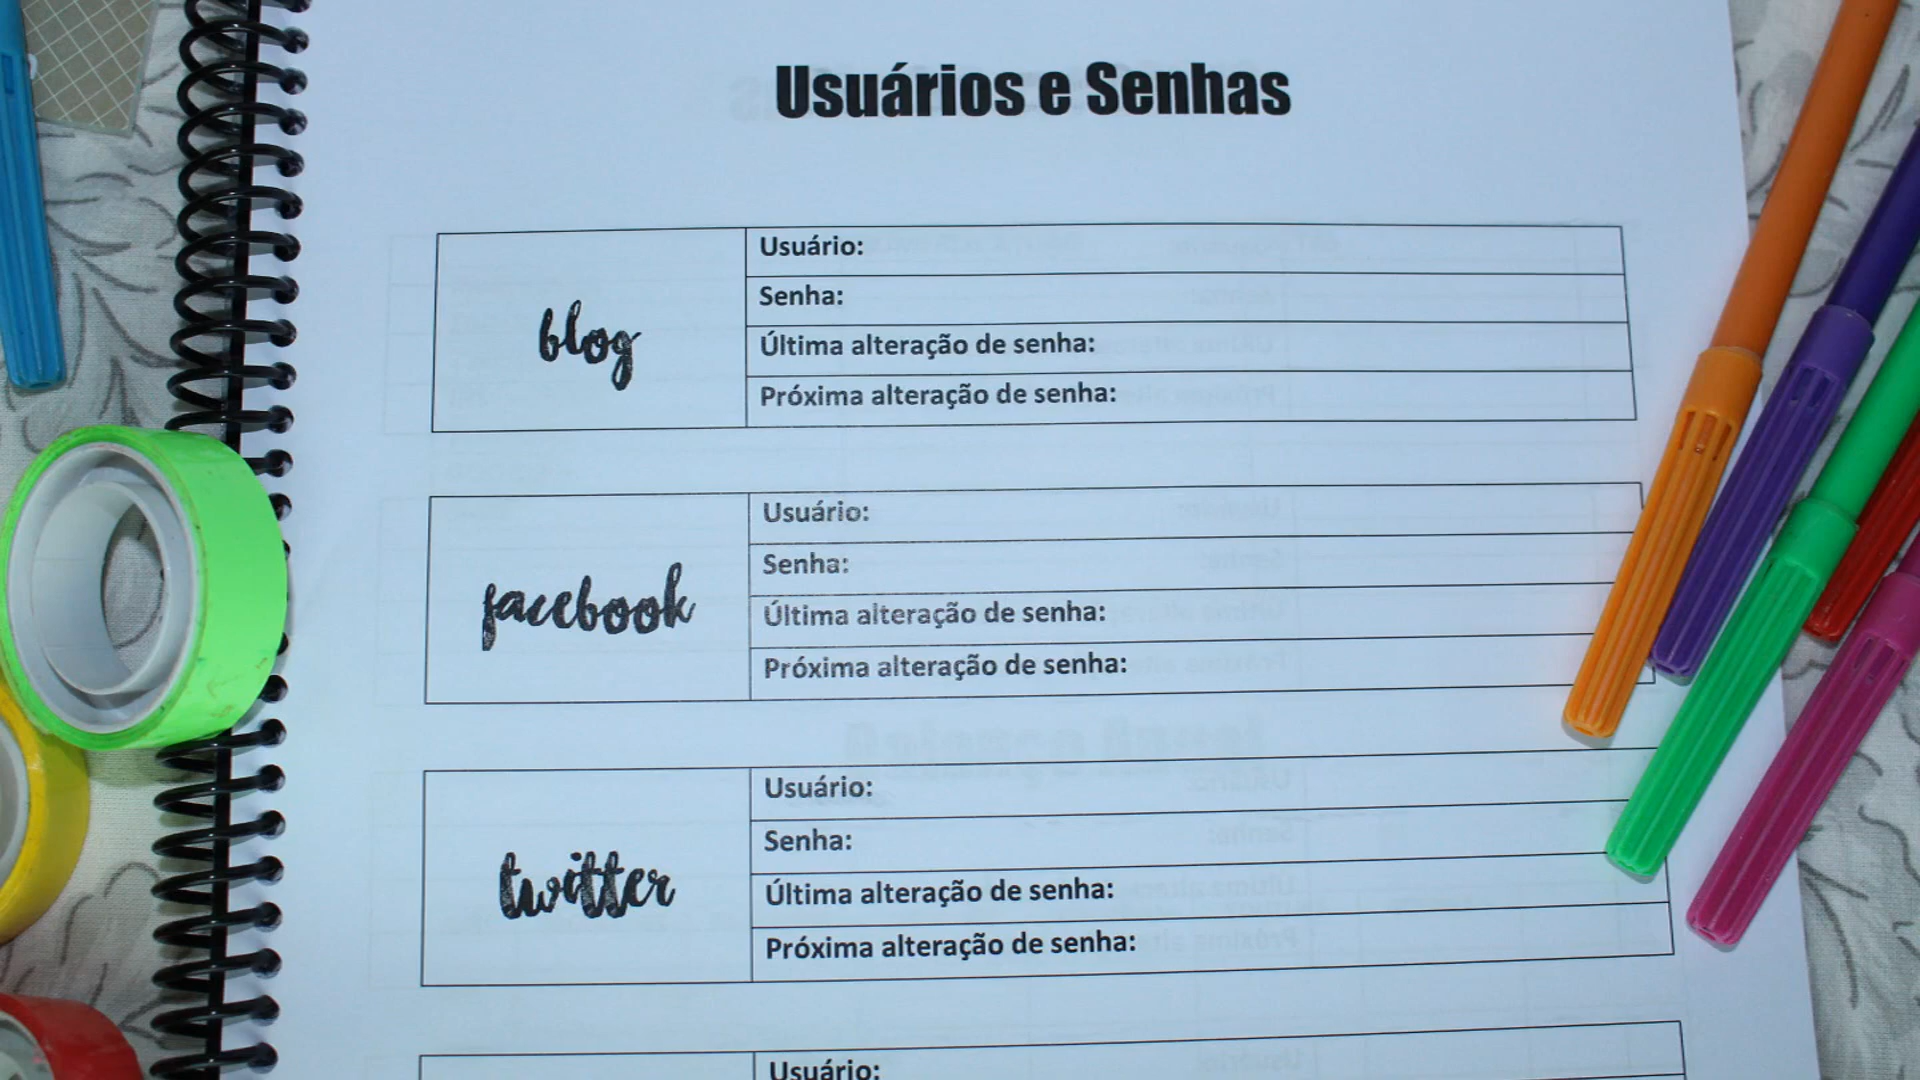 Usuários e Senhas
blog
Usuário:
Senha:
Última alteração de senha:
Próxima alteração de senha:
facebook
Usuário:
Senha:
Última alteração de senha:
Próxima alteração de senha:
twitter
Usuário:
Senha:
Última alteração de senha:
Próxima alteração de senha:
Usuário: